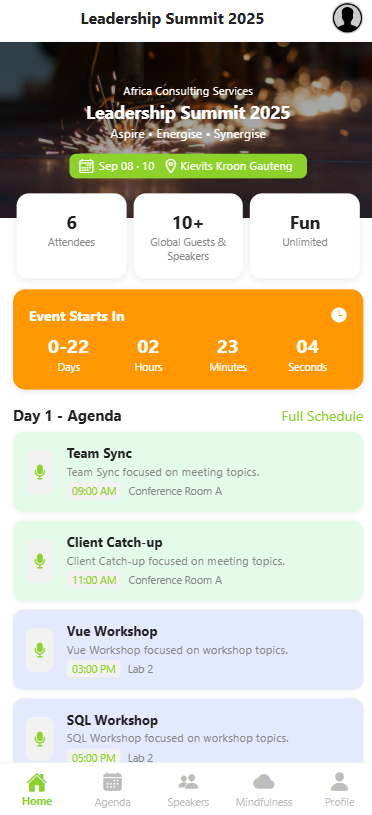 Leadership Summit 2025
Africa Consulting Services
Leadership Summit 2025
Aspire • Energise • Synergise
Sep 08 - 10 Kievits Kroon Gauteng
6
Attendees
10+
Global Guests &
Speakers
Fun
Unlimited
Event Starts In
0-22 02 23 04
Days Hours Minutes Seconds
Day 1 - Agenda Full Schedule
Team Sync
Team Sync focused on meeting topics.
09:00 AM Conference Room A
Client Catch-up
Client Catch-up focused on meeting topics.
11:00 AM Conference Room A
Vue Workshop
Vue Workshop focused on workshop topics.
03:00 PM Lab 2
SQL Workshop
SQL Workshop focused on workshop topics.
05:00 PM Lab 2
Home Agenda Speakers Mindfulness Profile